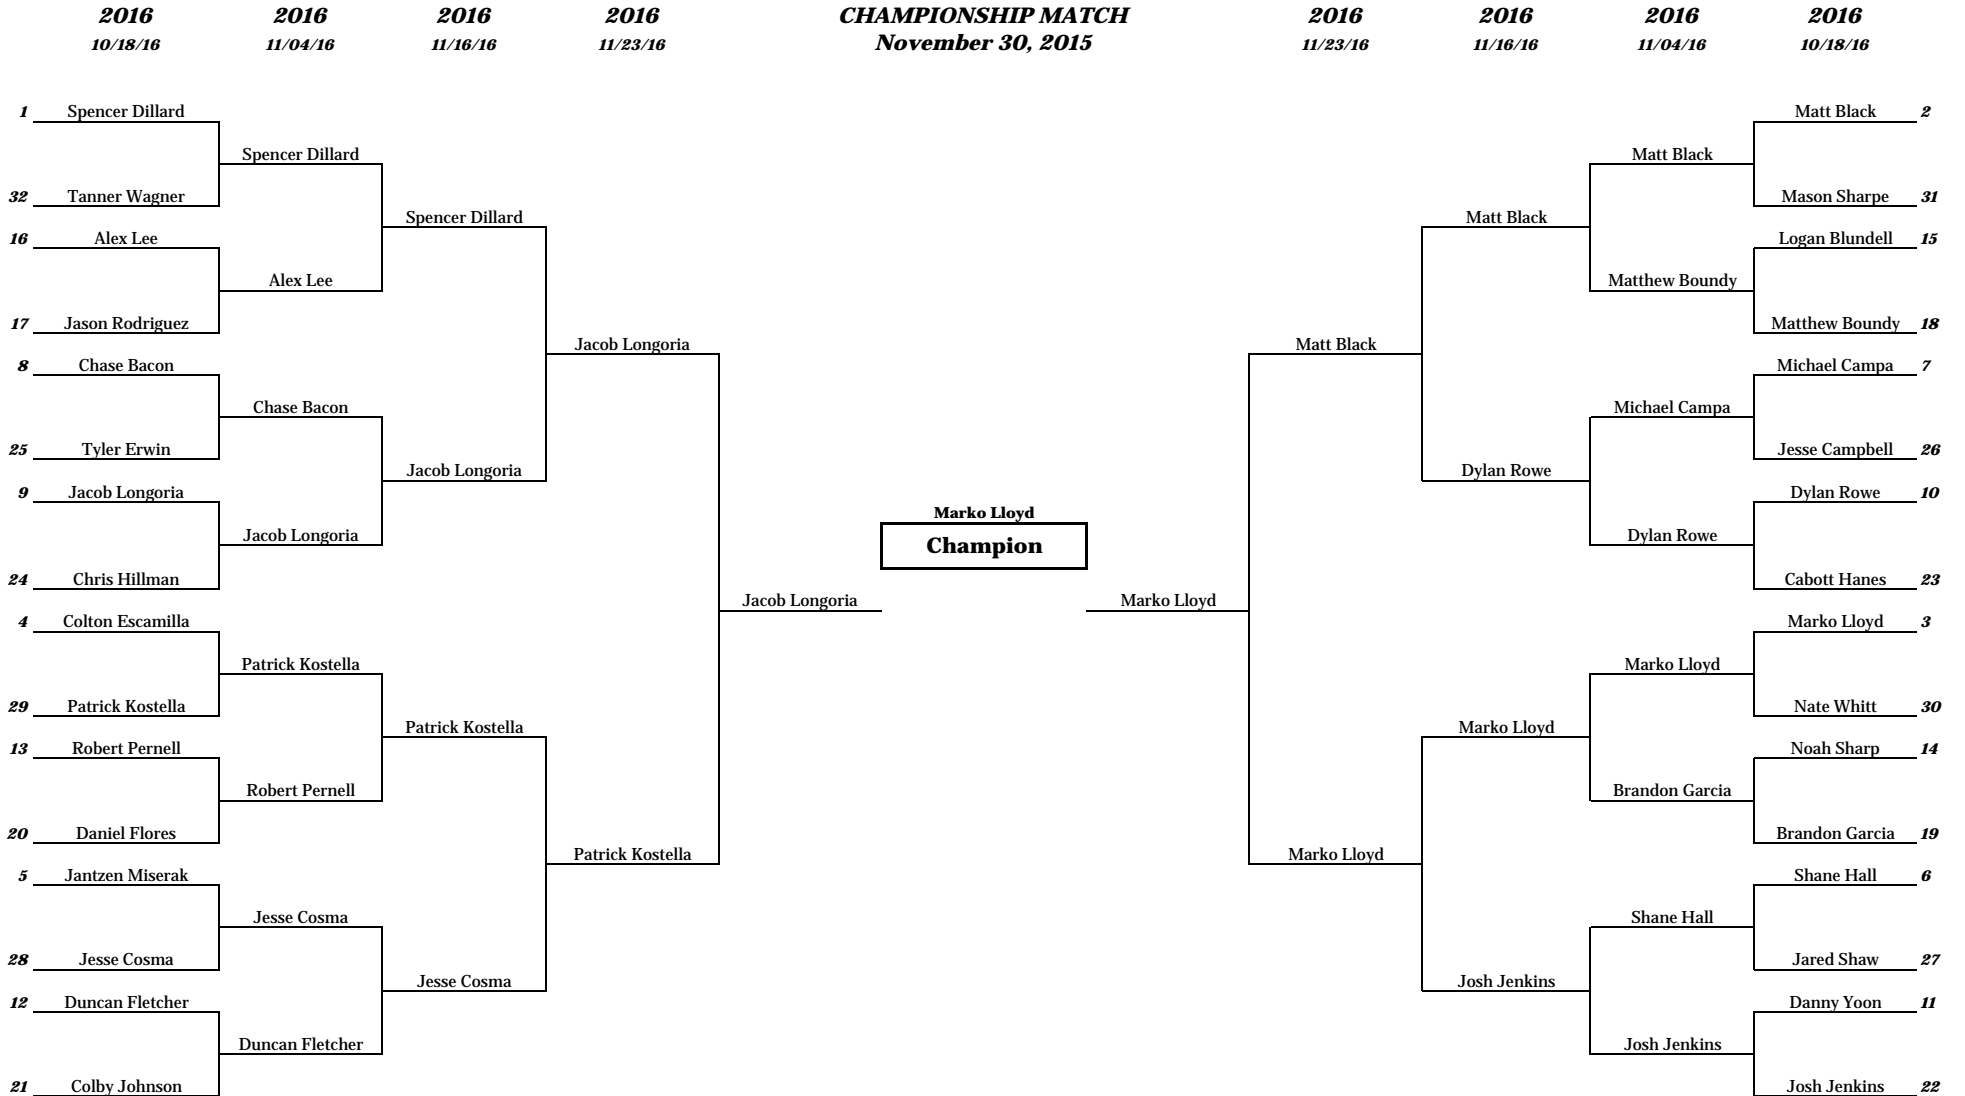 2016 2016 2016 2016 CHAMPIONSHIP MATCH 2016 2016 2016 2016
10/18/16 11/04/16 11/16/16 11/23/16 November 30, 2015 11/23/16 11/16/16 11/04/16 10/18/16
1 Spencer Dillard Matt Black 2
Spencer Dillard Matt Black
32 Tanner Wagner Mason Sharpe 31
Spencer Dillard Matt Black
16 Alex Lee Logan Blundell 15
Alex Lee Matthew Boundy
17 Jason Rodriguez Matthew Boundy 18
Jacob Longoria Matt Black
8 Chase Bacon Michael Campa 7
Chase Bacon Michael Campa
25 Tyler Erwin Jesse Campbell 26
Jacob Longoria Dylan Rowe
9 Jacob Longoria Dylan Rowe 10
Marko Lloyd
Jacob Longoria Dylan Rowe
Champion
24 Chris Hillman Cabott Hanes 23
Jacob Longoria Marko Lloyd
4 Colton Escamilla Marko Lloyd 3
Patrick Kostella Marko Lloyd
29 Patrick Kostella Nate Whitt 30
Patrick Kostella Marko Lloyd
13 Robert Pernell Noah Sharp 14
Robert Pernell Brandon Garcia
20 Daniel Flores Brandon Garcia 19
Patrick Kostella Marko Lloyd
5 Jantzen Miserak Shane Hall 6
Jesse Cosma Shane Hall
28 Jesse Cosma Jared Shaw 27
Jesse Cosma Josh Jenkins
12 Duncan Fletcher Danny Yoon 11
Duncan Fletcher Josh Jenkins
21 Colby Johnson Josh Jenkins 22